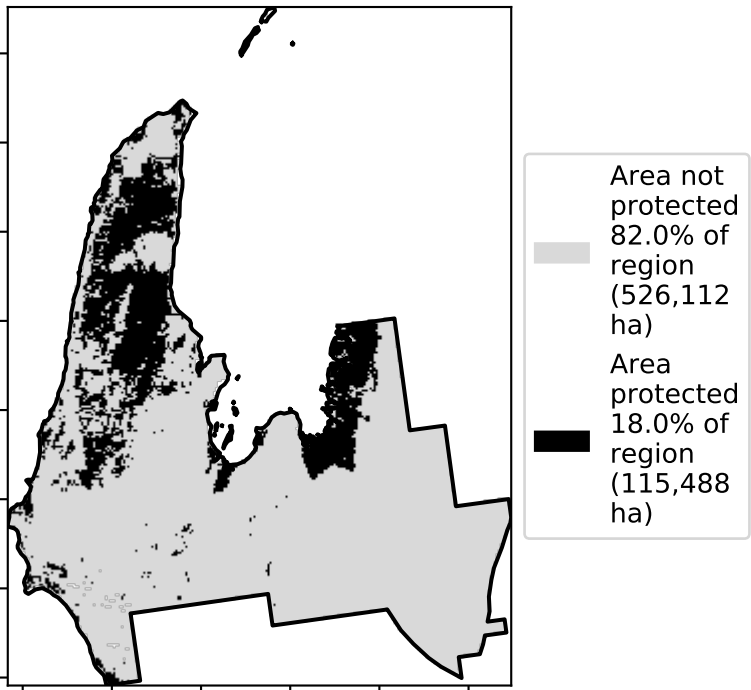 Area not
protected
82.0% of
region
(526,112
ha)
Area
protected
18.0% of
region
(115,488
ha)